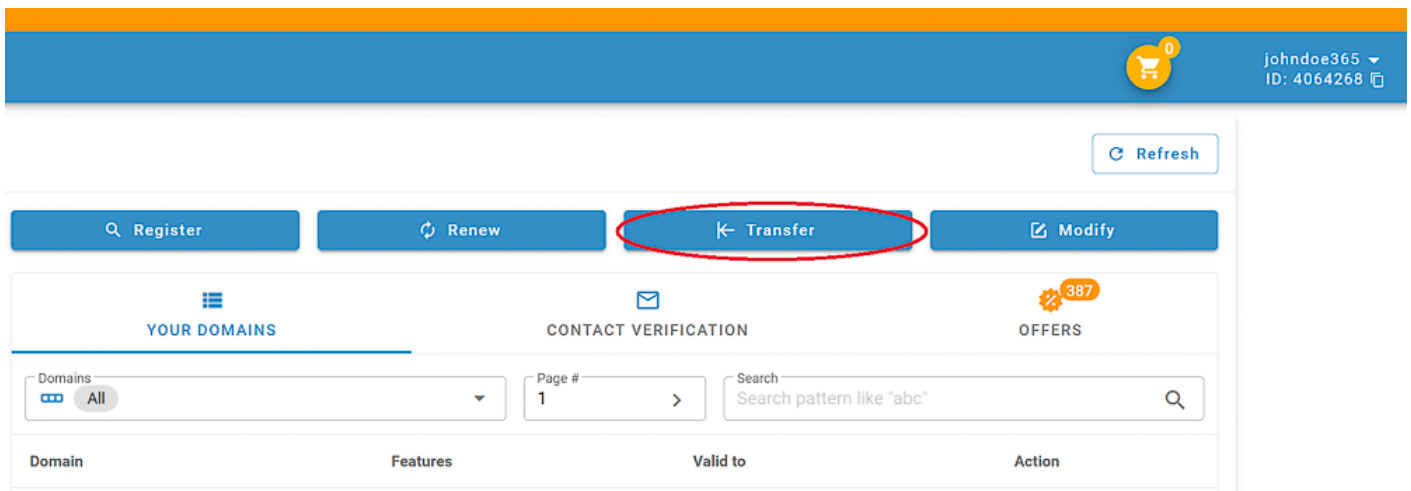 0
johndoe365
ID: 4064268
Refresh
Register Renew Transfer Modify
387
YOUR DOMAINS CONTACT VERIFICATION OFFERS
Domains Page # Search
All 1 Search pattern like "abc"
Domain Features Valid to Action